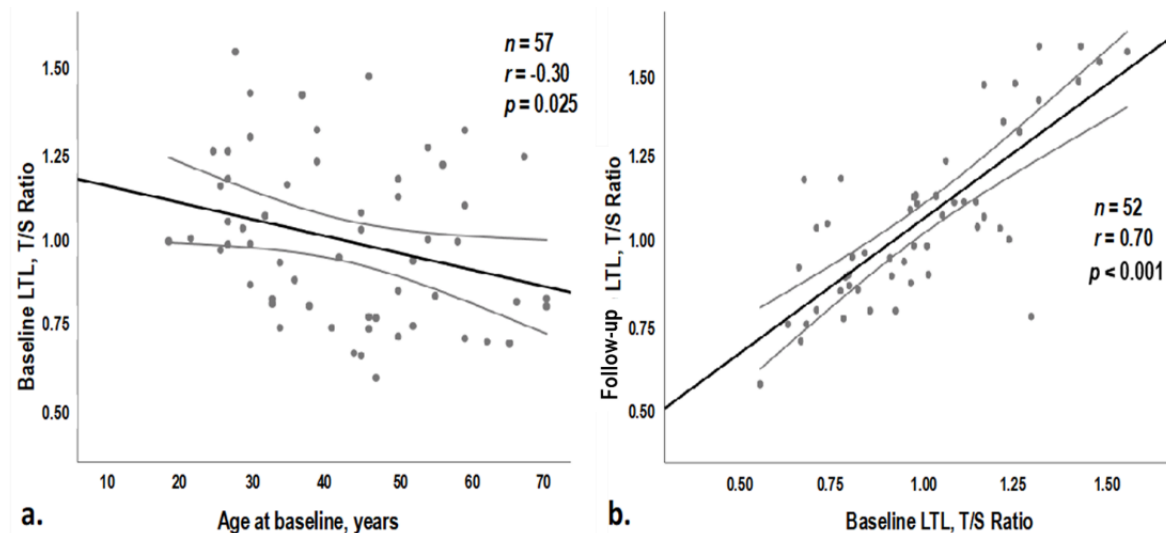 n = 57
r = -0.30
p = 0.025
1.50
1.25
1.00
0.75
0.50
Baseline LTL, T/S Ratio
10 20 30 40 50 60 70
Age at baseline, years
a.
n = 52
r = 0.70
p < 0.001
1.50
1.25
1.00
0.75
0.50
Follow-up LTL, T/S Ratio
0.50 0.75 1.00 1.25 1.50
Baseline LTL, T/S Ratio
b.